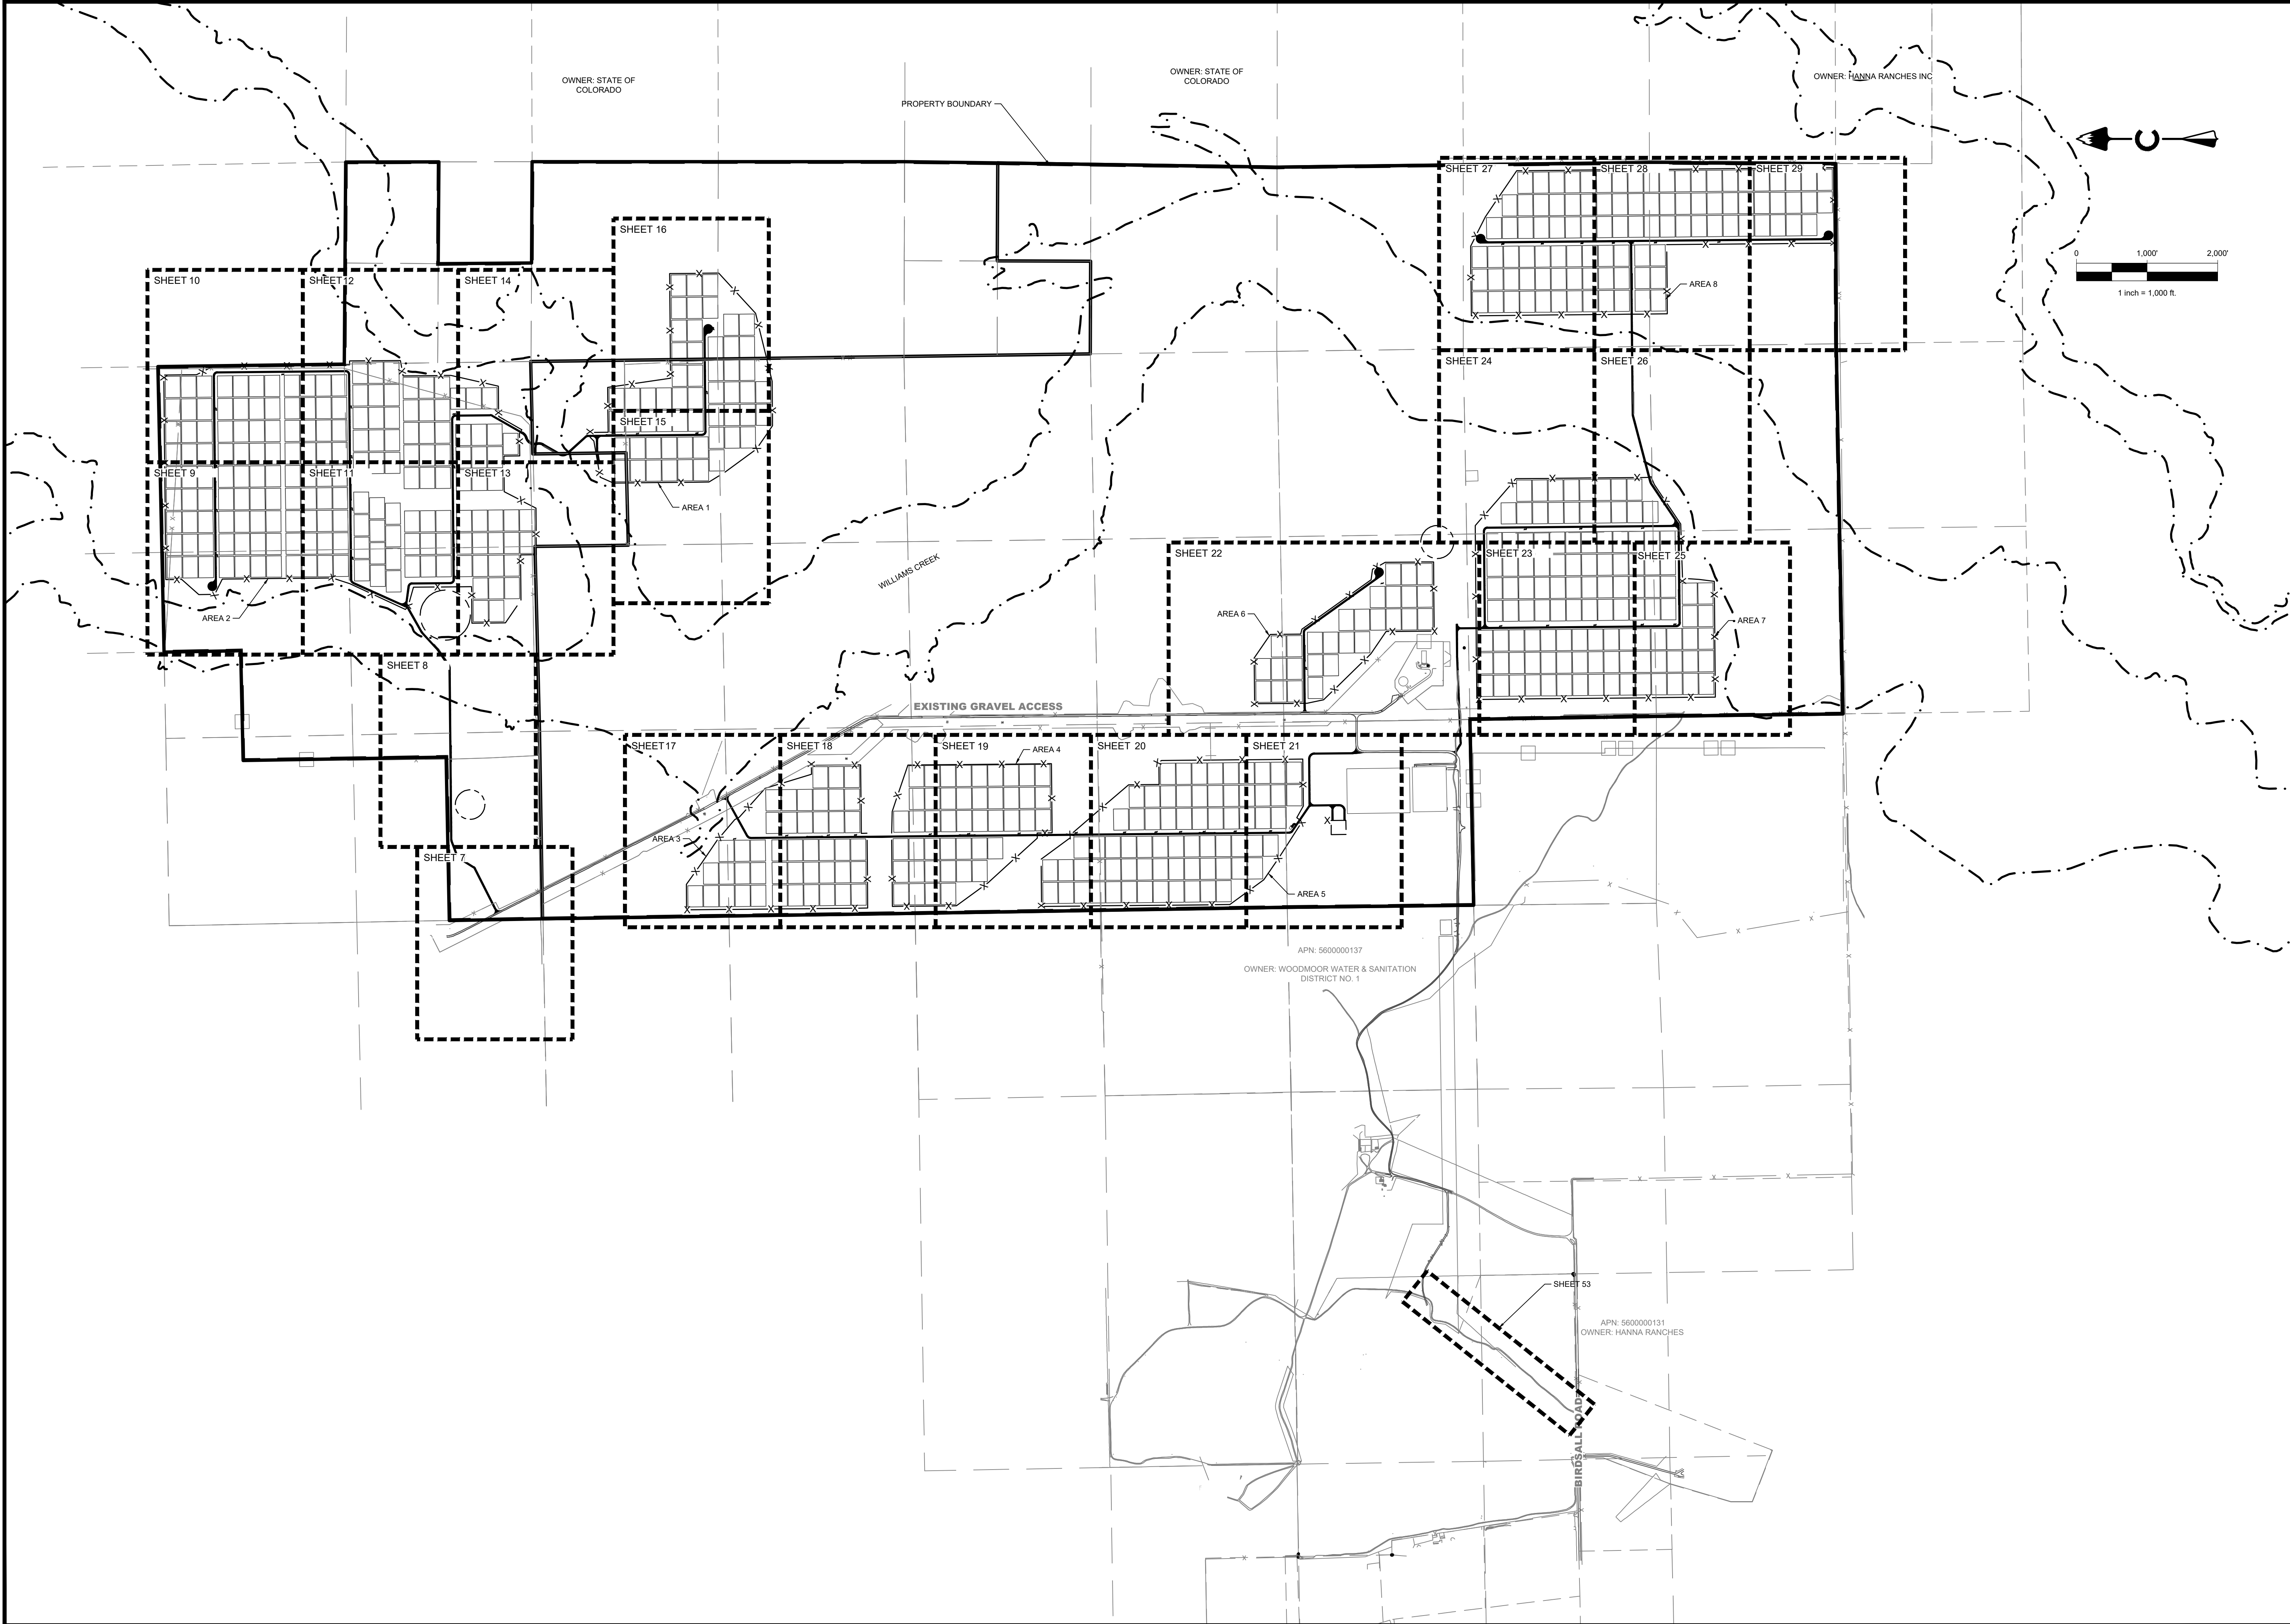 OWNER: STATE OF
COLORADO
OWNER: STATE OF
COLORADO
OWNER: HANNA RANCHES INC
PROPERTY BOUNDARY
0 1,000' 2,000'
1 inch = 1,000 ft.
SHEET 27
SHEET 28
SHEET 29
SHEET 16
SHEET 10
SHEET 12
SHEET 14
AREA 8
SHEET 24
SHEET 26
SHEET 15
SHEET 9
SHEET 11
SHEET 13
AREA 1
SHEET 22
SHEET 23
SHEET 25
WILLIAMS CREEK
AREA 2
AREA 6
AREA 7
SHEET 8
EXISTING GRAVEL ACCESS
SHEET 17
SHEET 18
SHEET 19
AREA 4
SHEET 20
SHEET 21
AREA 3
SHEET 7
AREA 5
APN: 5600000137
OWNER: WOODMOOR WATER & SANITATION
DISTRICT NO. 1
SHEET 53
APN: 5600000131
OWNER: HANNA RANCHES
BIRDSALL ROAD